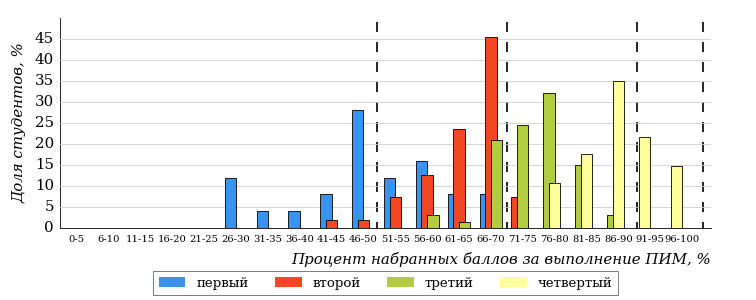 Доля студентов, %
45
40
35
30
25
20
15
10
5
0
0-5 6-10 11-15 16-20 21-25 26-30 31-35 36-40 41-45 46-50 51-55 56-60 61-65 66-70 71-75 76-80 81-85 86-90 91-95 96-100
Процент набранных баллов за выполнение ПИМ, %
первый второй третий четвертый